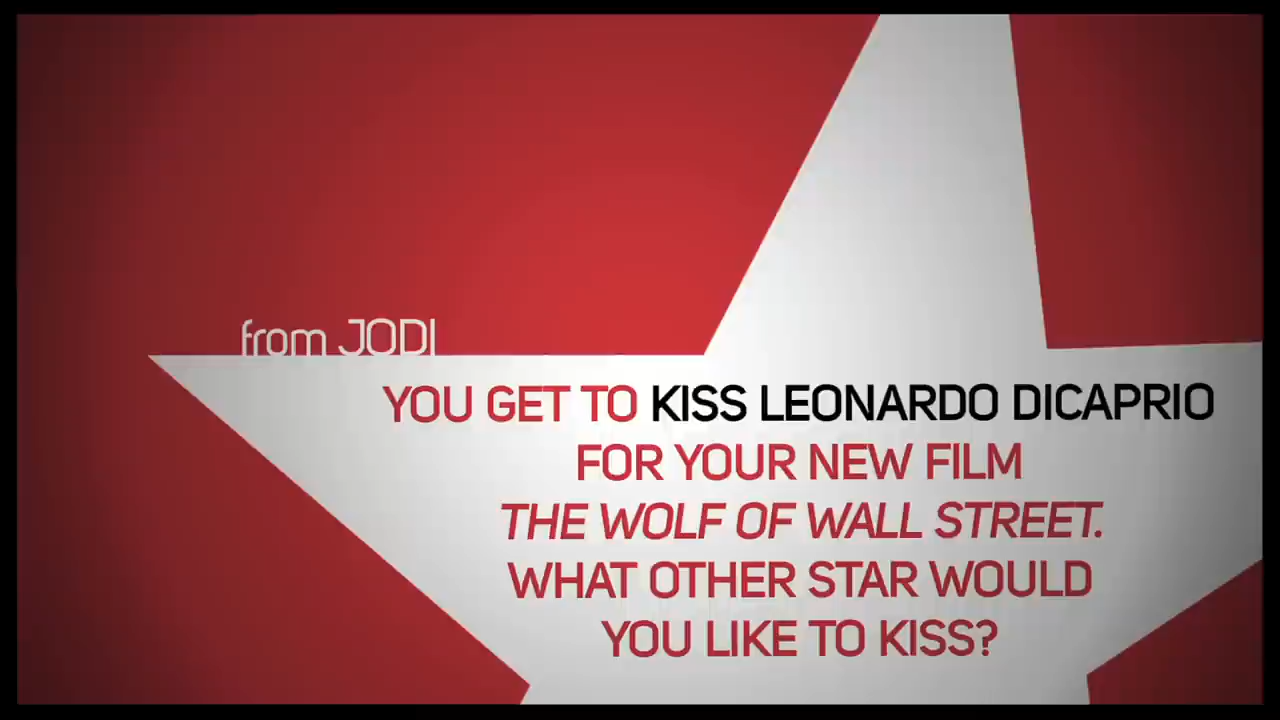 from JODI
YOU GET TO KISS LEONARDO DICAPRIO
FOR YOUR NEW FILM
THE WOLF OF WALL STREET.
WHAT OTHER STAR WOULD
YOU LIKE TO KISS?